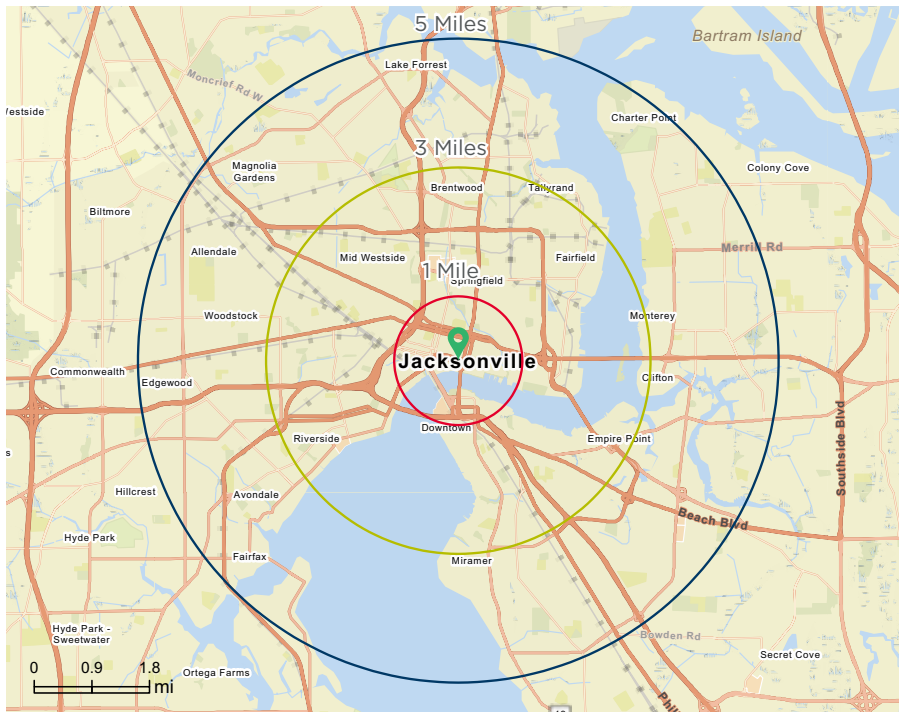 5 Miles
Bartram Island
Lake Forrest
Moncrief Rd W
Charter Point
3 Miles
Magnolia
Gardens
Colony Cove
Brentwood
Tallyrand
Biltmore
Merrill Rd
Allendale
Mid Westside
Fairfield
1 Mile
Springfield
Woodstock
Monterey
Jacksonville
Commonwealth
Edgewood
Clifton
Downtown
Riverside
Empire Point
Southside Blvd
Hillcrest
Avondale
Beach Blvd
Hyde Park
Fairfax
Miramer
Hyde Park -
Sweetwater
Bowden Rd
Secret Cove
0 0.9 1.8
mi
Ortega Farms